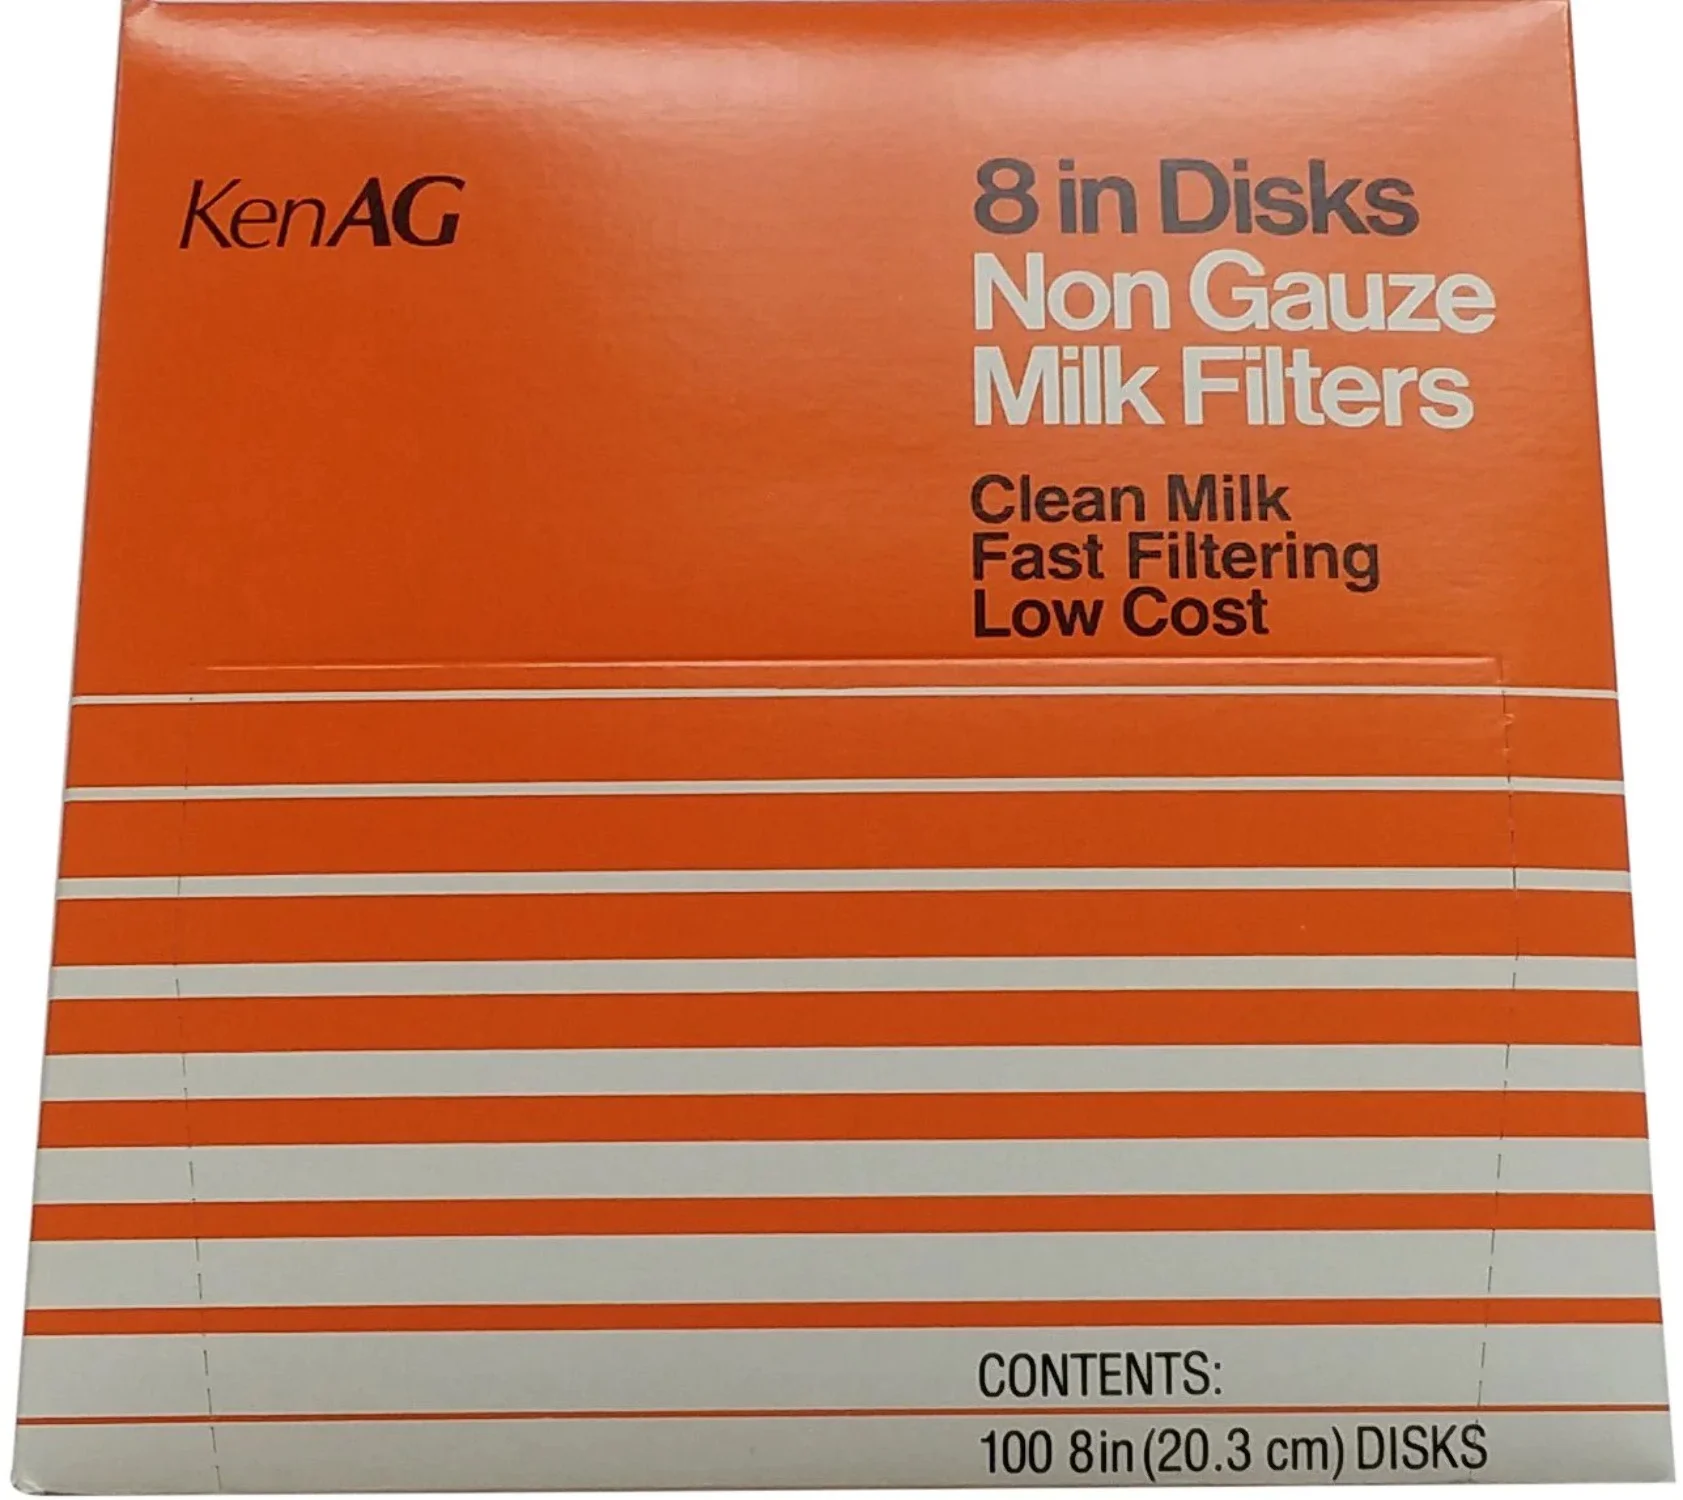 KenAG
8 in Disks
Non Gauze
Milk Filters
Clean Milk
Fast Filtering
Low Cost
CONTENTS:
100 8in (20.3 cm) DISKS